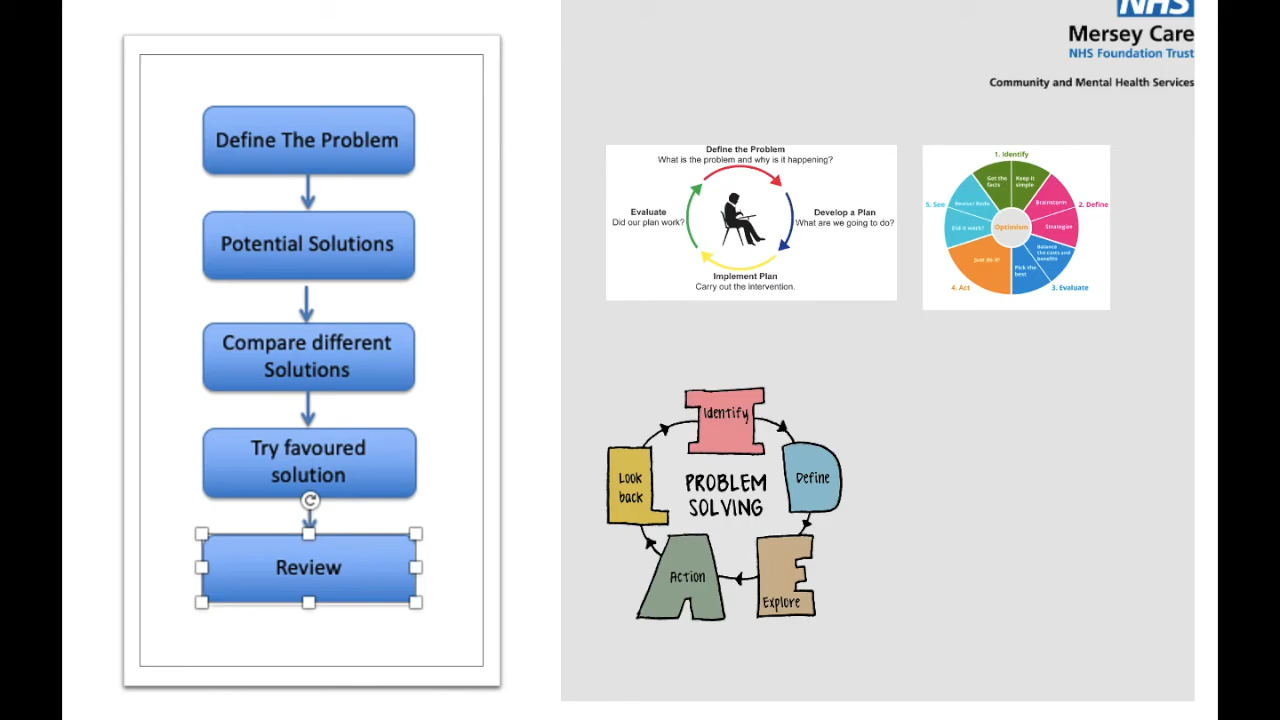 Define The Problem
Potential Solutions
Compare different
Solutions
Try favoured
solution
Review
NHS
Mersey Care
NHS Foundation Trust
Community and Mental Health Services
Define the Problem
What is the problem and why is it happening?
Evaluate
Did our plan work?
Develop a Plan
What are we going to do?
Implement Plan
Carry out the intervention.
1. Identify
Get the
facts
Keep it
simple
2. Define
Brainstorm
Strategize
3. Evaluate
Balance
the costs and
benefits
Pick the
best
4. Act
Just do it!
5. See
Revise/ Redo
Did it work?
Optimism
Identify
Define
Explore
Action
Look
back
PROBLEM
SOLVING